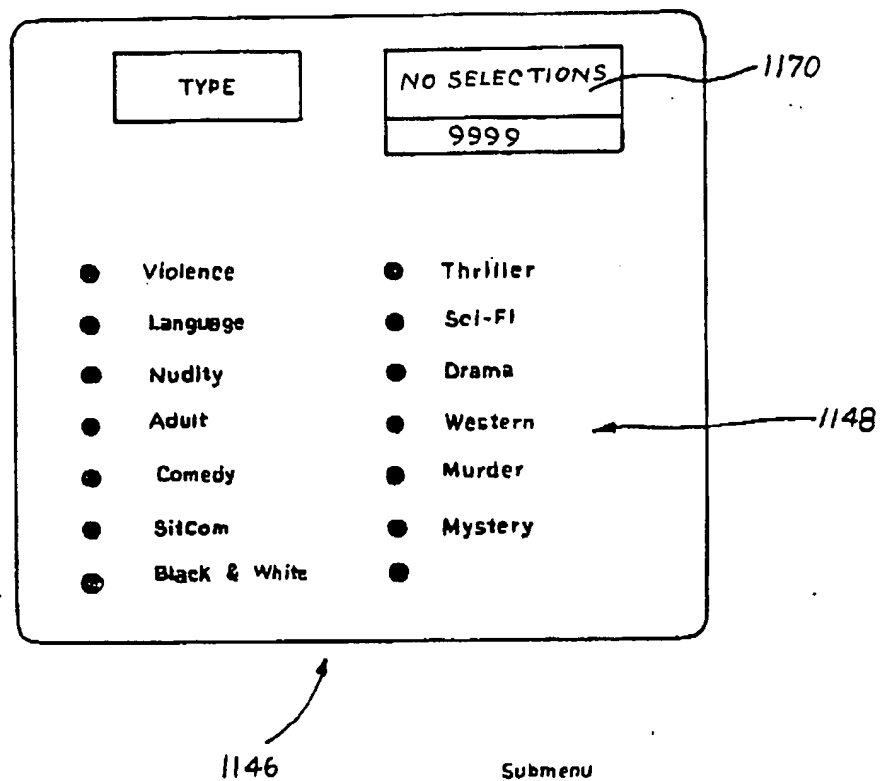 TYPE
NO SELECTIONS
1170
9999
Violence
Thriller
Language
Sci-Fi
Nudity
Drama
Adult
Western
1148
Comedy
Murder
SitCom
Mystery
Black & White
1146
Submenu